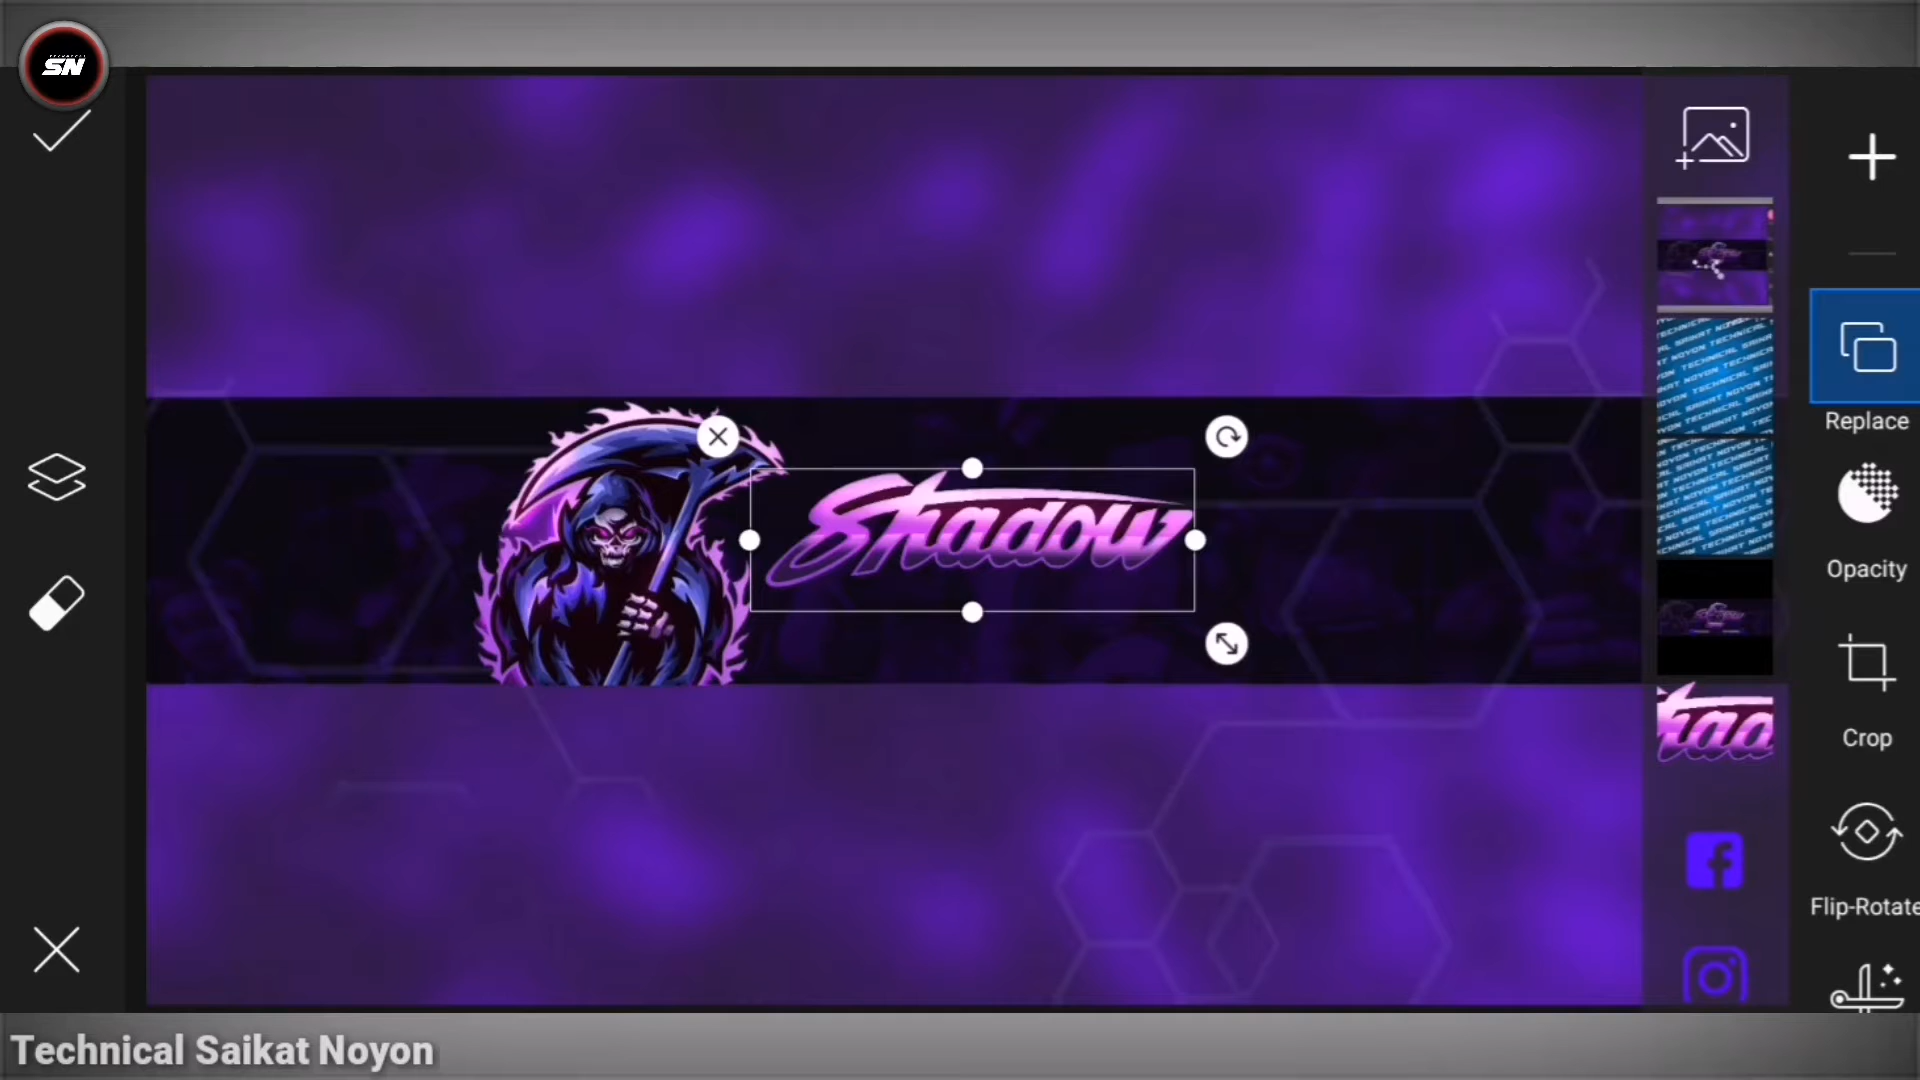 SN
Shadow
Replace
Opacity
Crop
Flip-Rotate
Technical Saikat Noyon